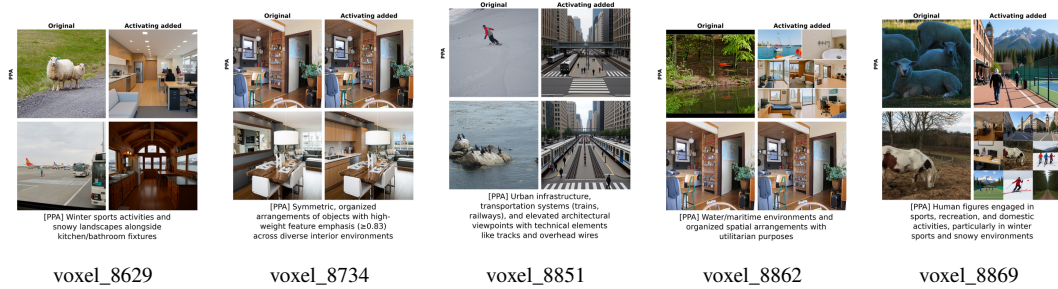 Original Activating added
PPA
[PPA] Winter sports activities and
snowy landscapes alongside
kitchen/bathroom fixtures
voxel_8629
Original Activating added
PPA
[PPA] Symmetric, organized
arrangements of objects with high-
weight feature emphasis (≥0.83)
across diverse interior environments
voxel_8734
Original Activating added
PPA
[PPA] Urban infrastructure,
transportation systems (trains,
railways), and elevated architectural
viewpoints with technical elements
like tracks and overhead wires
voxel_8851
Original Activating added
PPA
[PPA] Water/maritime environments and
organized spatial arrangements with
utilitarian purposes
voxel_8862
Original Activating added
PPA
[PPA] Human figures engaged in
sports, recreation, and domestic
activities, particularly in winter
sports and snowy environments
voxel_8869